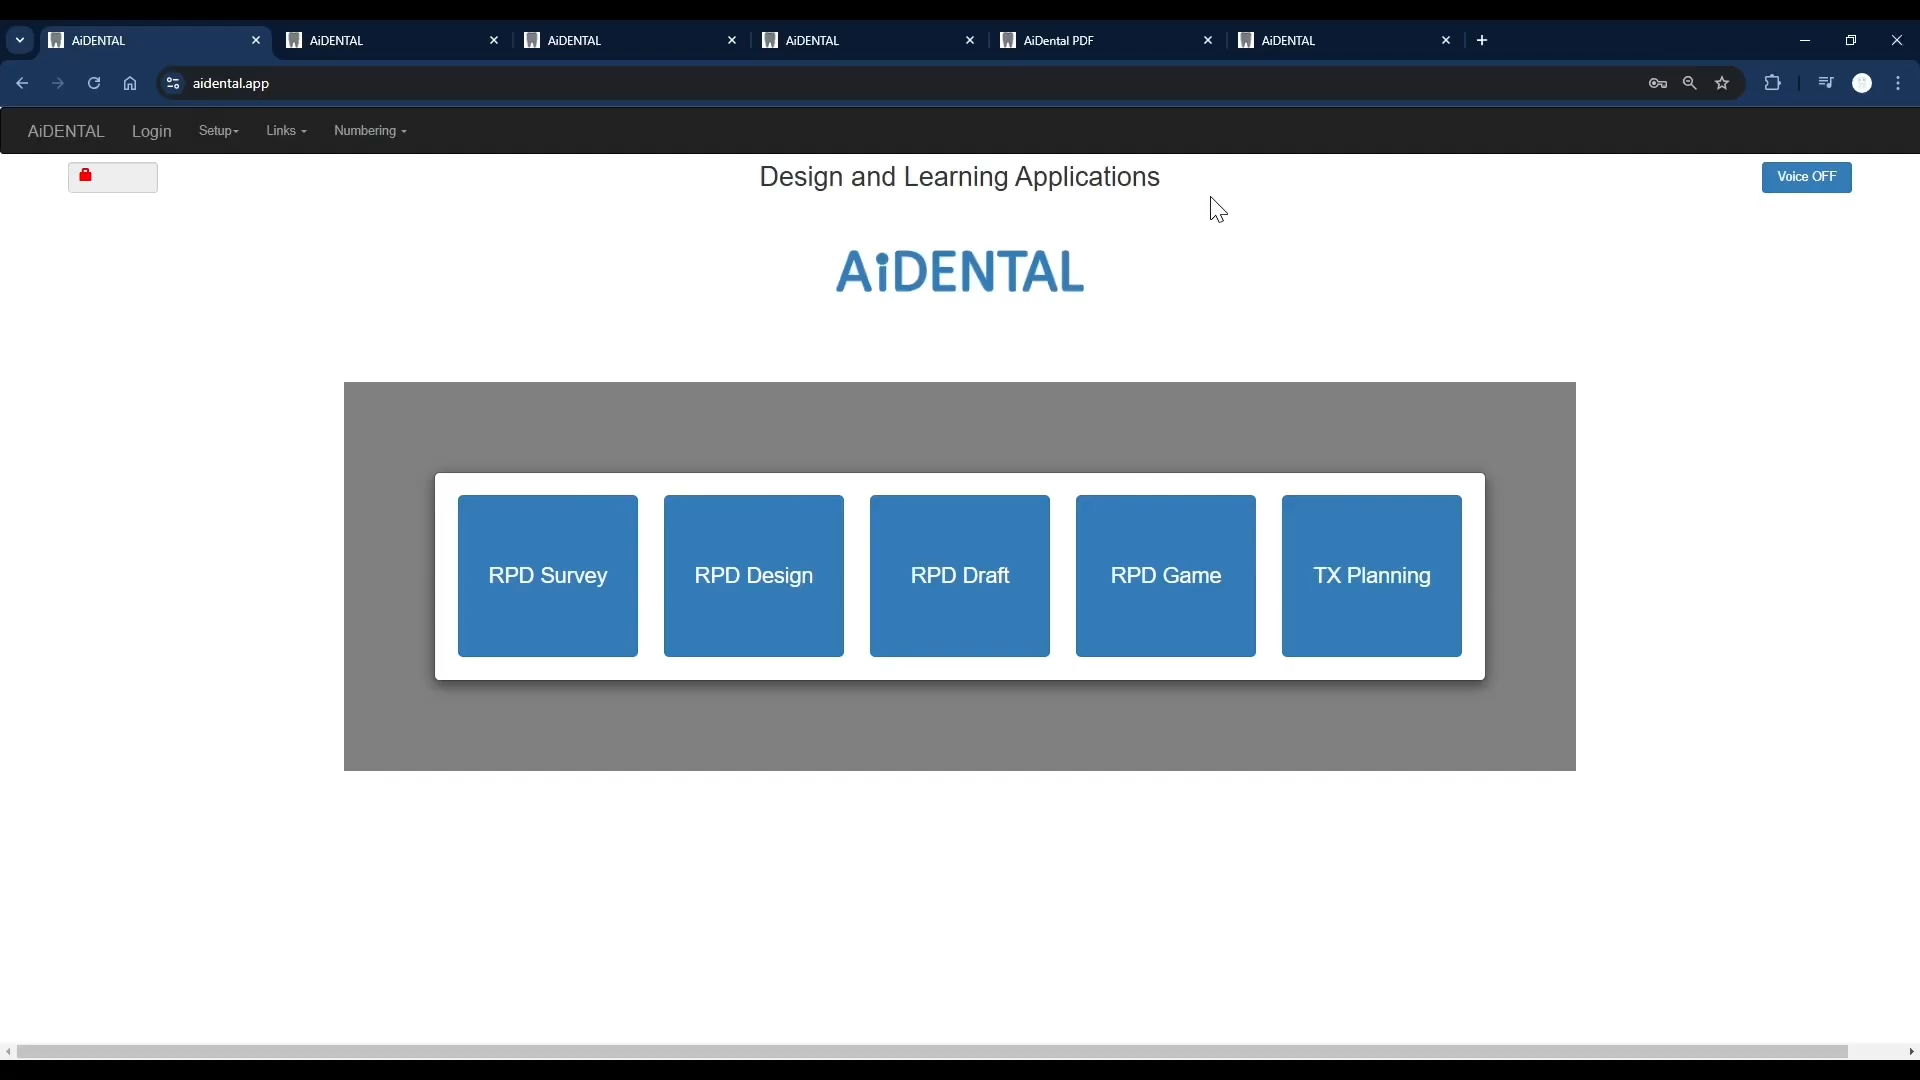 AiDENTAL
AiDENTAL
AiDENTAL
AiDENTAL
AiDental PDF
AiDENTAL
aidental.app
AiDENTAL Login Setup Links Numbering
Design and Learning Applications
Voice OFF
AiDENTAL
RPD Survey
RPD Design
RPD Draft
RPD Game
TX Planning